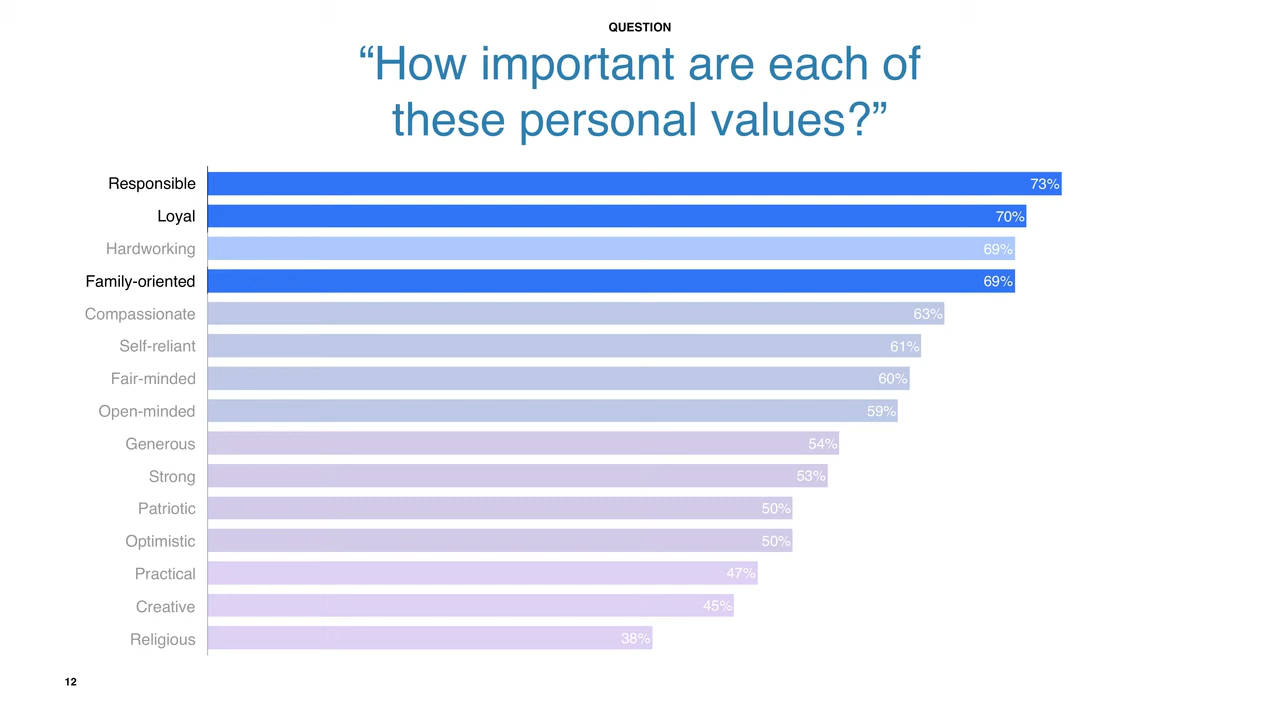 QUESTION
“How important are each of
these personal values?”
Responsible 73%
Loyal 70%
Hardworking 69%
Family-oriented 69%
Compassionate 63%
Self-reliant 61%
Fair-minded 60%
Open-minded 59%
Generous 54%
Strong 53%
Patriotic 50%
Optimistic 50%
Practical 47%
Creative 45%
Religious 38%
12